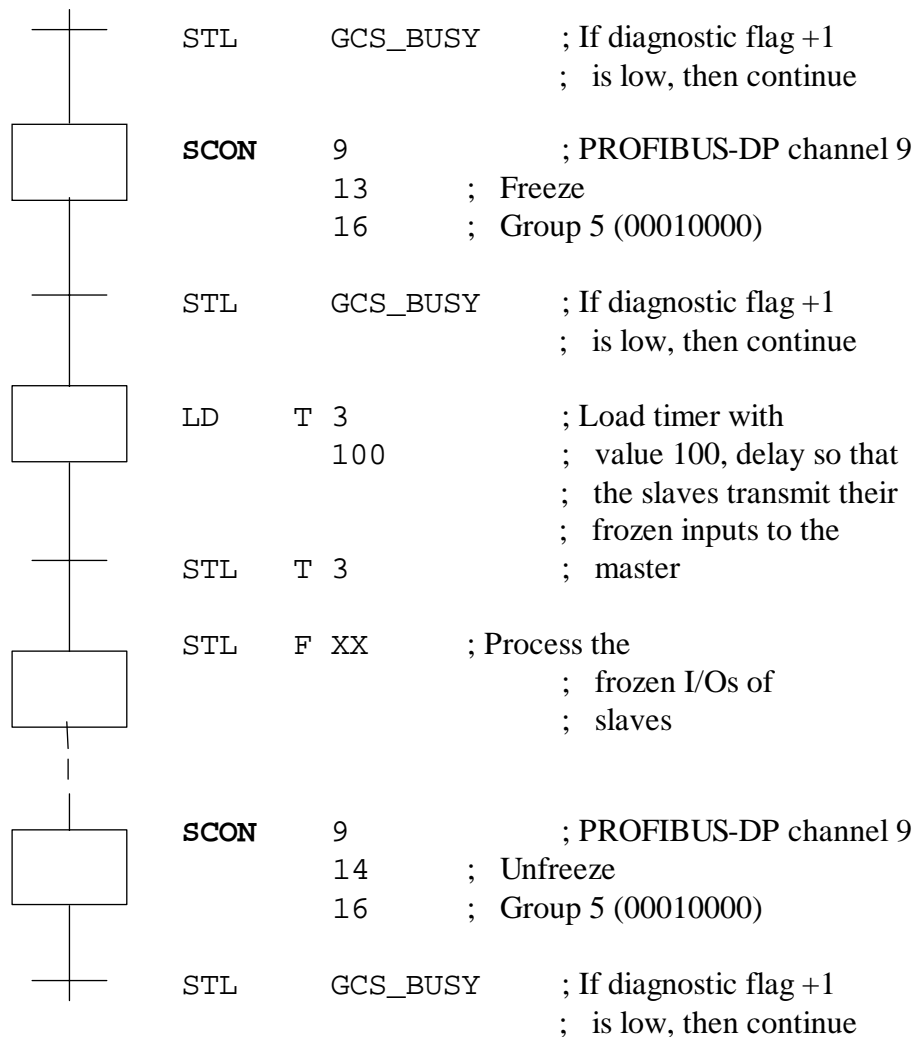 STL GCS_BUSY ; If diagnostic flag +1
; is low, then continue
SCON 9 ; PROFIBUS-DP channel 9
13 ; Freeze
16 ; Group 5 (00010000)
STL GCS_BUSY ; If diagnostic flag +1
; is low, then continue
LD T 3 ; Load timer with
100 ; value 100, delay so that
; the slaves transmit their
; frozen inputs to the
STL T 3 ; master
STL F XX ; Process the
; frozen I/Os of
; slaves
SCON 9 ; PROFIBUS-DP channel 9
14 ; Unfreeze
16 ; Group 5 (00010000)
STL GCS_BUSY ; If diagnostic flag +1
; is low, then continue